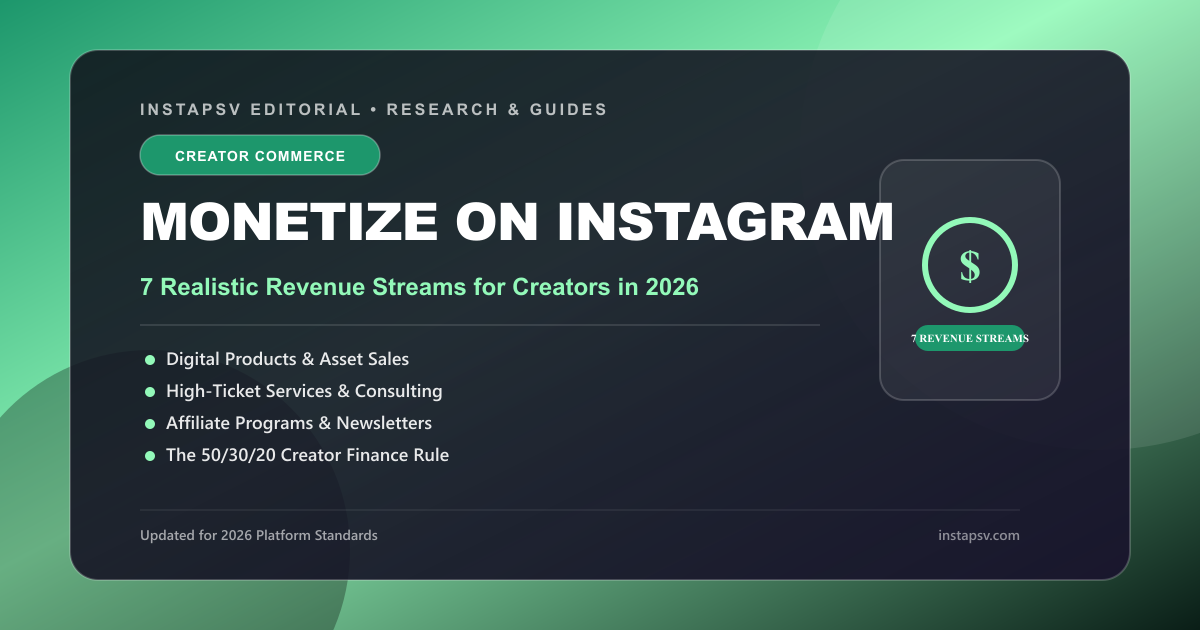 INSTAPSV EDITORIAL • RESEARCH & GUIDES
CREATOR COMMERCE
MONETIZE ON INSTAGRAM
7 Realistic Revenue Streams for Creators in 2026
$
7 REVENUE STREAMS
Digital Products & Asset Sales
High-Ticket Services & Consulting
Affiliate Programs & Newsletters
The 50/30/20 Creator Finance Rule
Updated for 2026 Platform Standards
instapsv.com